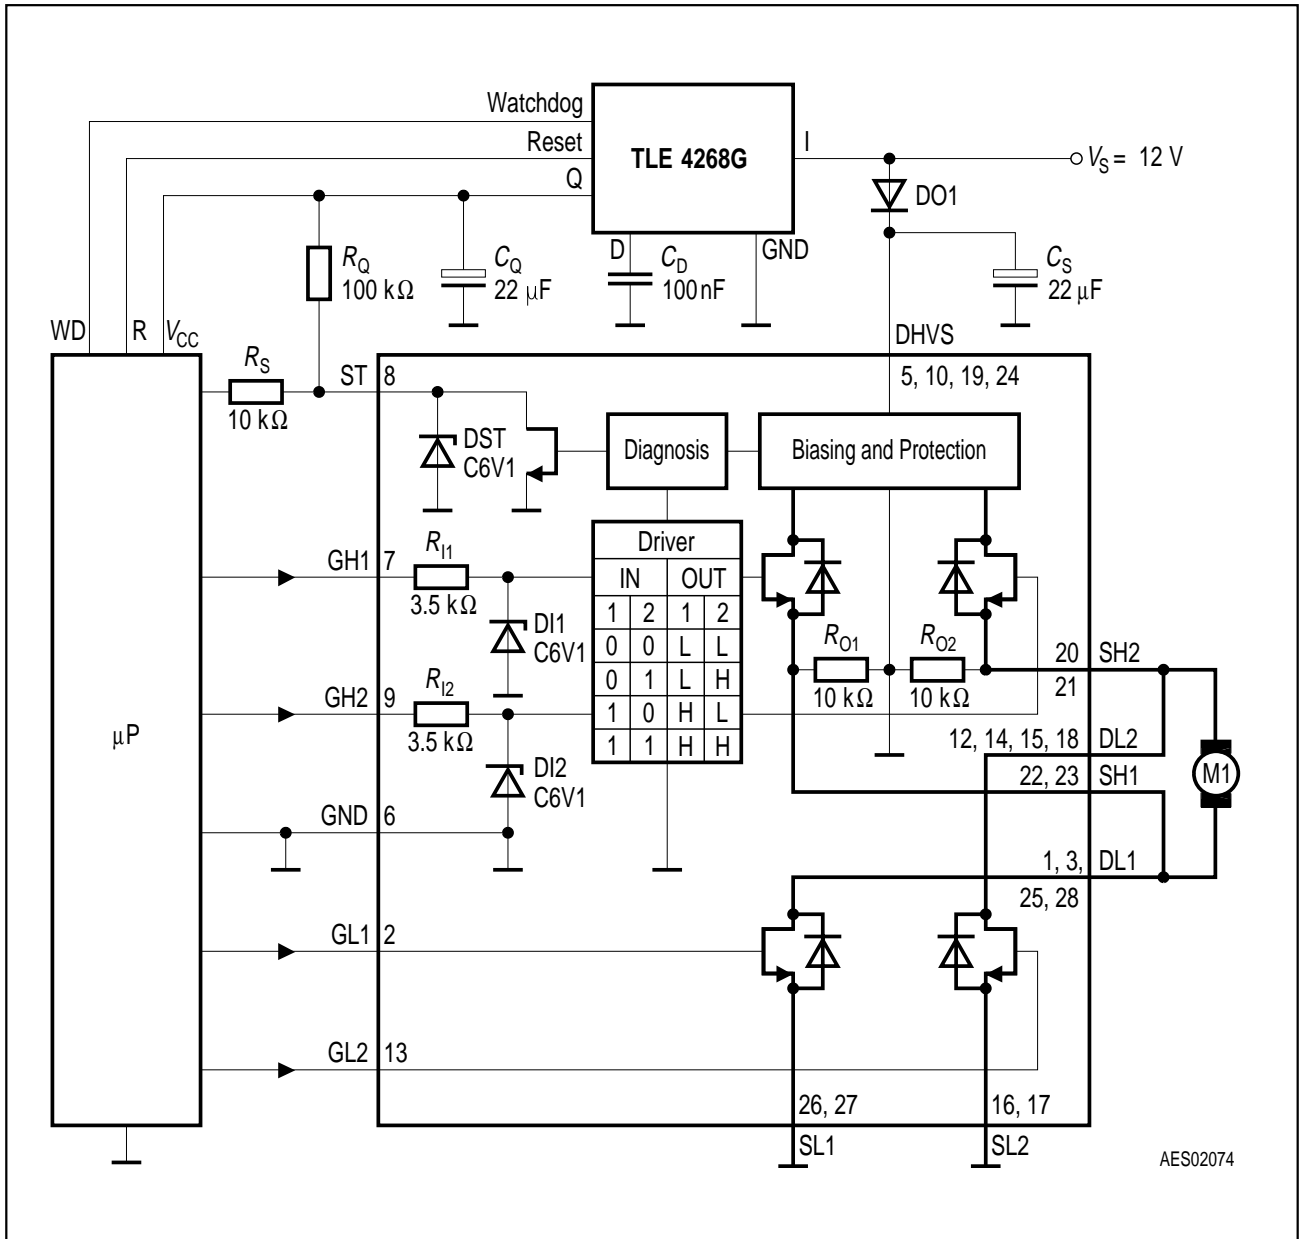 Watchdog
Reset
Q
TLE 4268G
I
V_S = 12 V
DO1
D
GND
R_Q
100 kΩ
C_Q
22 µF
C_D
100 nF
C_S
22 µF
WD
R
V_CC
DHVS
R_S
10 kΩ
ST
8
5, 10, 19, 24
DST
C6V1
Diagnosis
Biasing and Protection
GH1
7
R_I1
3.5 kΩ
DI1
C6V1
Driver
IN OUT
1 2 1 2
0 0 L L
0 1 L H
1 0 H L
1 1 H H
R_O1
10 kΩ
R_O2
10 kΩ
20
SH2
21
GH2
9
R_I2
3.5 kΩ
µP
12, 14, 15, 18
DL2
22, 23
SH1
M1
DI2
C6V1
GND
6
1, 3,
DL1
25, 28
GL1
2
GL2
13
26, 27
16, 17
SL1
SL2
AES02074